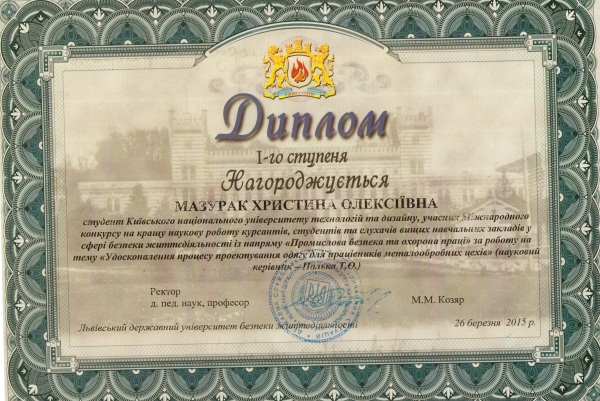 Диплом
І-го ступеня
Нагороджується
МАЗУРАК ХРИСТИНА ОЛЕКСІЇВНА
студент Київського національного університету технологій та дизайну, учасник Міжнародного
конкурсу на кращу наукову роботу курсантів, студентів та слухачів вищих навчальних закладів у
сфері безпеки життєдіяльності із напряму «Промислова безпека та охорона праці» за роботу на
тему «Удосконалення процесу проектування одягу для працівників металообробних цехів» (науковий
керівник – Полька Т.О.)
Ректор
д. пед. наук, професор
М.М. Козяр
Львівський державний університет безпеки життєдіяльності
26 березня 2015 р.